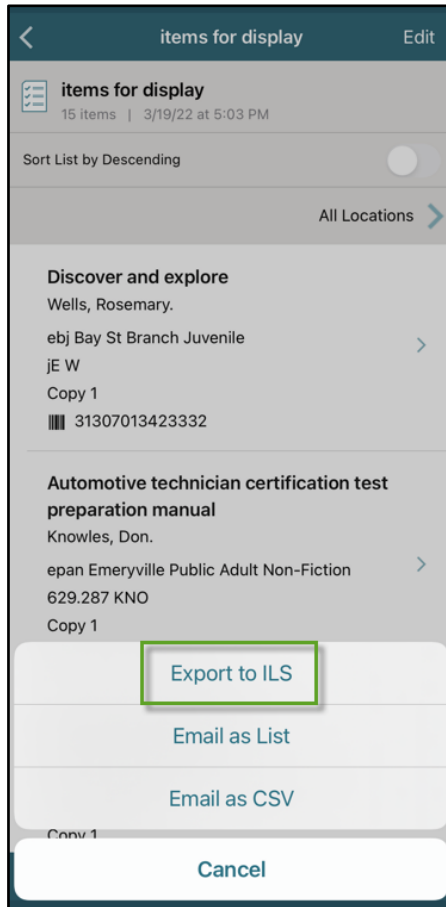 items for display
Edit
items for display
15 items | 3/19/22 at 5:03 PM
Sort List by Descending
All Locations
Discover and explore
Wells, Rosemary.
ebj Bay St Branch Juvenile
jE W
Copy 1
31307013423332
Automotive technician certification test
preparation manual
Knowles, Don.
epan Emeryville Public Adult Non-Fiction
629.287 KNO
Copy 1
Export to ILS
Email as List
Email as CSV
Copy 1
Cancel